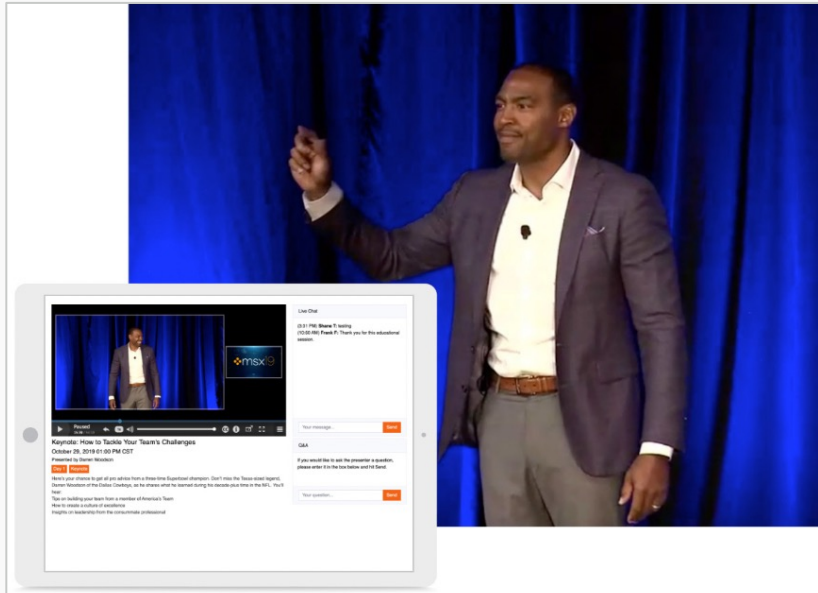 msx19
Paused
Keynote: How to Tackle Your Team's Challenges
October 29, 2019 01:00 PM CST
Presented by Darren Woodson
Day 1 Keynote
Here's your chance to get all pro advice from a three-time Superbowl champion. Don't miss the Texas-sized legend,
Darren Woodson of the Dallas Cowboys, as he shares what he learned during his decade-plus time in the NFL. You'll
hear:
Tips on building your team from a member of America's Team
How to create a culture of excellence
Insights on leadership from the consummate professional
Live Chat
(3:31 PM) Shane T: testing
(10:00 PM) Frank F: Thank you for this educational
session.
Your message...
Send
Q&A
If you would like to ask the presenter a question,
please enter it in the box below and hit Send.
Your question...
Send